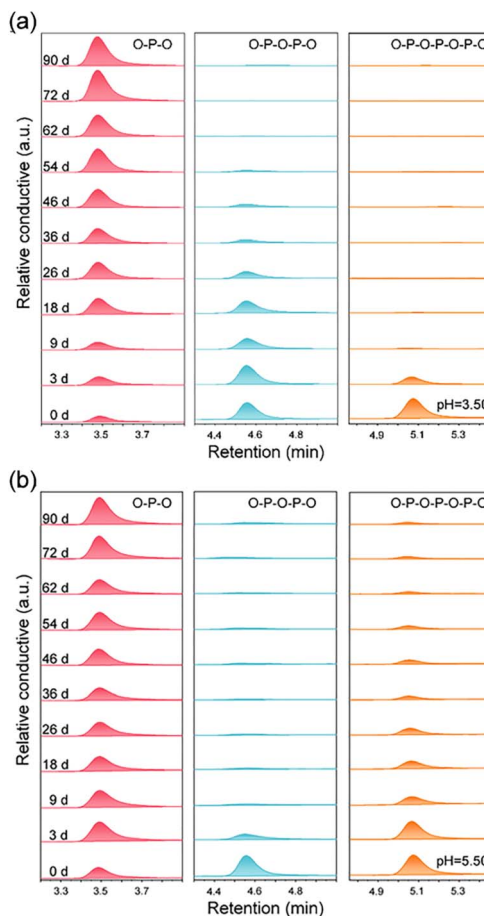 (a)
O-P-O
O-P-O-P-O
O-P-O-P-O-P-O
90 d
72 d
62 d
54 d
46 d
36 d
26 d
18 d
9 d
3 d
0 d
pH=3.50
Relative conductive (a.u.)
3.3 3.5 3.7
4.4 4.6 4.8
4.9 5.1 5.3
Retention (min)
(b)
O-P-O
O-P-O-P-O
O-P-O-P-O-P-O
90 d
72 d
62 d
54 d
46 d
36 d
26 d
18 d
9 d
3 d
0 d
pH=5.50
Relative conductive (a.u.)
3.3 3.5 3.7
4.4 4.6 4.8
4.9 5.1 5.3
Retention (min)